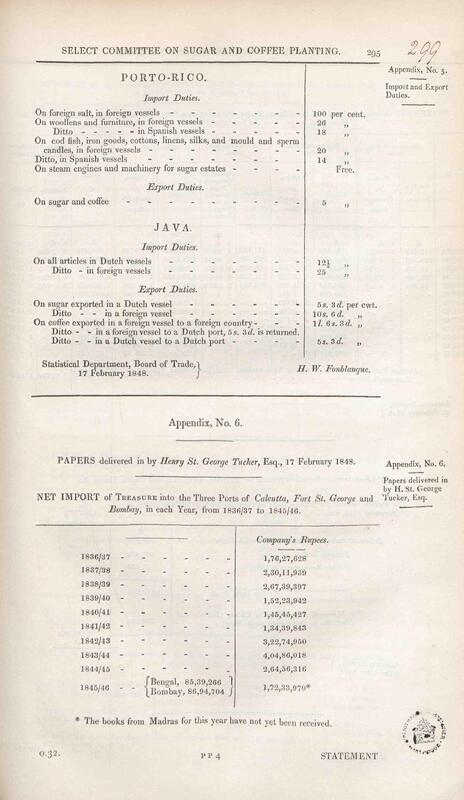 SELECT COMMITTEE ON SUGAR AND COFFEE PLANTING. 295
299
Appendix, No. 5.
Import and Export
Duties.
PORTO-RICO.
Import Duties.
On foreign salt, in foreign vessels - - - - - - 100 per cent.
On woollens and furniture, in foreign vessels - - - - - 26 „
Ditto - - - - - in Spanish vessels - - - - - 18 „
On cod fish, iron goods, cottons, linens, silks, and mould and sperm
candles, in foreign vessels - - - - - - 20 „
Ditto, in Spanish vessels - - - - - - 14 „
On steam engines and machinery for sugar estates - - - - Free.
Export Duties.
On sugar and coffee - - - - - - - 5 „
JAVA.
Import Duties.
On all articles in Dutch vessels - - - - - - 12½ „
Ditto - in foreign vessels - - - - - - 25 „
Export Duties.
On sugar exported in a Dutch vessel - - - - - - 5s. 3d. per cwt.
Ditto - - in a foreign vessel - - - - - - 10s. 6d. „
On coffee exported in a foreign vessel to a foreign country - - - 1l. 6s. 3d. „
Ditto - - in a foreign vessel to a Dutch port, 5s. 3d. is returned.
Ditto - - in a Dutch vessel to a Dutch port - - - - - 5s. 3d. „
Statistical Department, Board of Trade,}
17 February 1848.
H. W. Fonblanque.
Appendix, No. 6.
PAPERS delivered in by Henry St. George Tucker, Esq., 17 February 1848.
Appendix, No. 6.
Papers delivered in
by H. St. George
Tucker, Esq.
NET IMPORT of TREASURE into the Three Ports of Calcutta, Fort St. George and
Bombay, in each Year, from 1836/37 to 1845/46.
Company's Rupees.
1836/37 - - - - - - 1,76,27,628
1837/38 - - - - - - 2,30,11,939
1838/39 - - - - - - 2,67,39,397
1839/40 - - - - - - 1,52,23,942
1840/41 - - - - - - 1,45,45,427
1841/42 - - - - - - 1,34,39,843
1842/43 - - - - - - 3,22,74,950
1843/44 - - - - - - 4,04,86,018
1844/45 - - - - - - 2,64,56,316
1845/46 - - {Bengal, 85,39,266 } 1,72,33,970*
{Bombay, 86,94,704 }
* The books from Madras for this year have not yet been received.
0.32. P P 4 STATEMENT